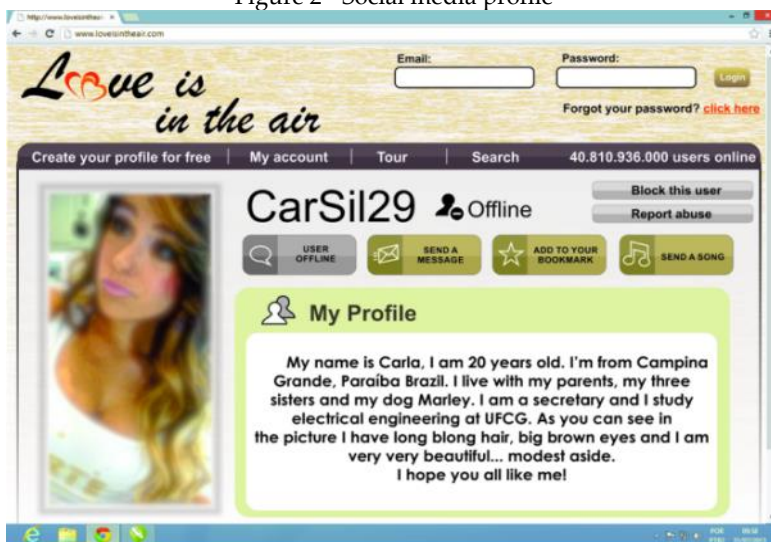 Figure 2 - Social media profile
www.loveisintheair.com
Love is
in the air
Email:
Password:
Login
Forgot your password? click here
Create your profile for free | My account | Tour | Search 40.810.936.000 users online
CarSil29 Offline
Block this user
Report abuse
USER OFFLINE
SEND A MESSAGE
ADD TO YOUR BOOKMARK
SEND A SONG
My Profile
My name is Carla, I am 20 years old. I'm from Campina
Grande, Paraíba Brazil. I live with my parents, my three
sisters and my dog Marley. I am a secretary and I study
electrical engineering at UFCG. As you can see in
the picture I have long blong hair, big brown eyes and I am
very very beautiful... modest aside.
I hope you all like me!
POR